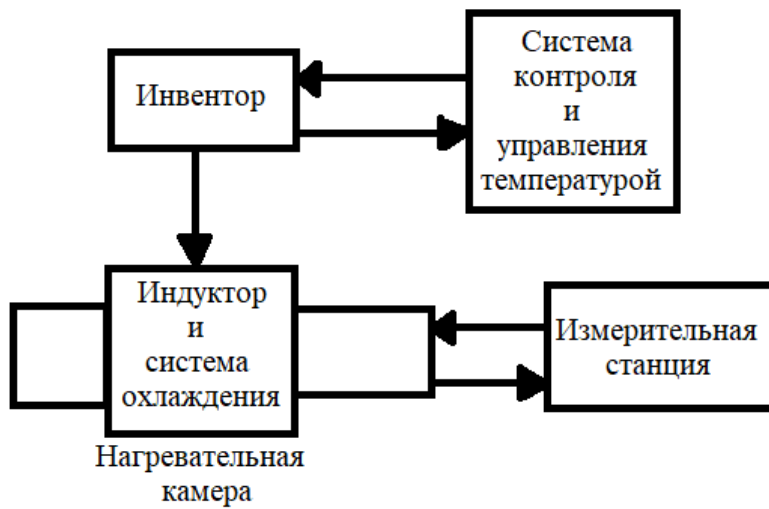 Инвентор
Система
контроля
и
управления
температурой
Индуктор
и
система
охлаждения
Измерительная
станция
Нагревательная
камера